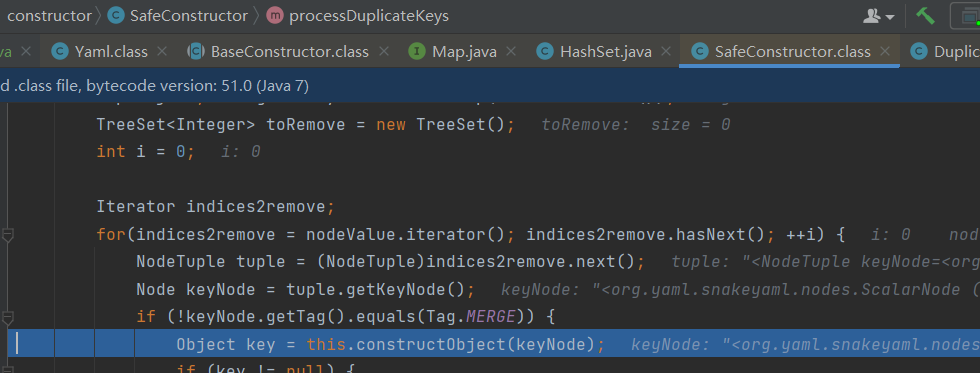 constructor SafeConstructor processDuplicateKeys
va Yaml.class BaseConstructor.class Map.java HashSet.java SafeConstructor.class Duplic
d .class file, bytecode version: 51.0 (Java 7)
TreeSet<Integer> toRemove = new TreeSet(); toRemove: size = 0
int i = 0; i: 0
Iterator indices2remove;
for(indices2remove = nodeValue.iterator(); indices2remove.hasNext(); ++i) { i: 0 nod
NodeTuple tuple = (NodeTuple)indices2remove.next(); tuple: "<NodeTuple keyNode=<org
Node keyNode = tuple.getKeyNode(); keyNode: "<org.yaml.snakeyaml.nodes.ScalarNode (
if (!keyNode.getTag().equals(Tag.MERGE)) {
Object key = this.constructObject(keyNode); keyNode: "<org.yaml.snakeyaml.nodes
if (key != null) {